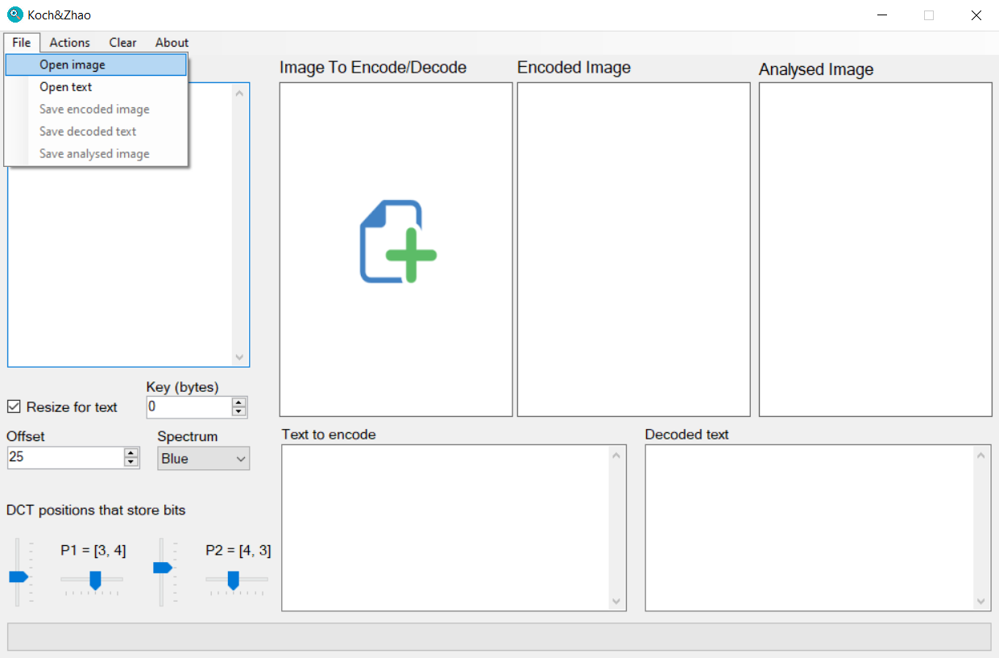 Koch&Zhao
File Actions Clear About
Open image
Open text
Save encoded image
Save decoded text
Save analysed image
Image To Encode/Decode
Encoded Image
Analysed Image
Key (bytes)
Resize for text
0
Offset
Spectrum
25
Blue
DCT positions that store bits
P1 = [3, 4]
P2 = [4, 3]
Text to encode
Decoded text